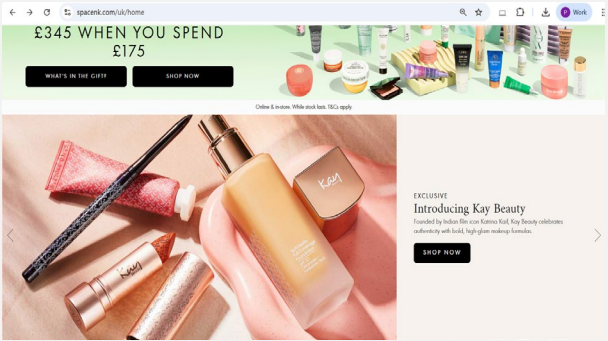 spacenk.com/uk/home
Work
£345 WHEN YOU SPEND
£175
WHAT'S IN THE GIFT?
SHOP NOW
Online & in-store. While stock lasts. T&Cs apply.
Kay
Kay
EXCLUSIVE
Introducing Kay Beauty
Founded by Indian film icon Katrina Kaif, Kay Beauty celebrates
authenticity with bold, high-glam makeup formulas.
SHOP NOW